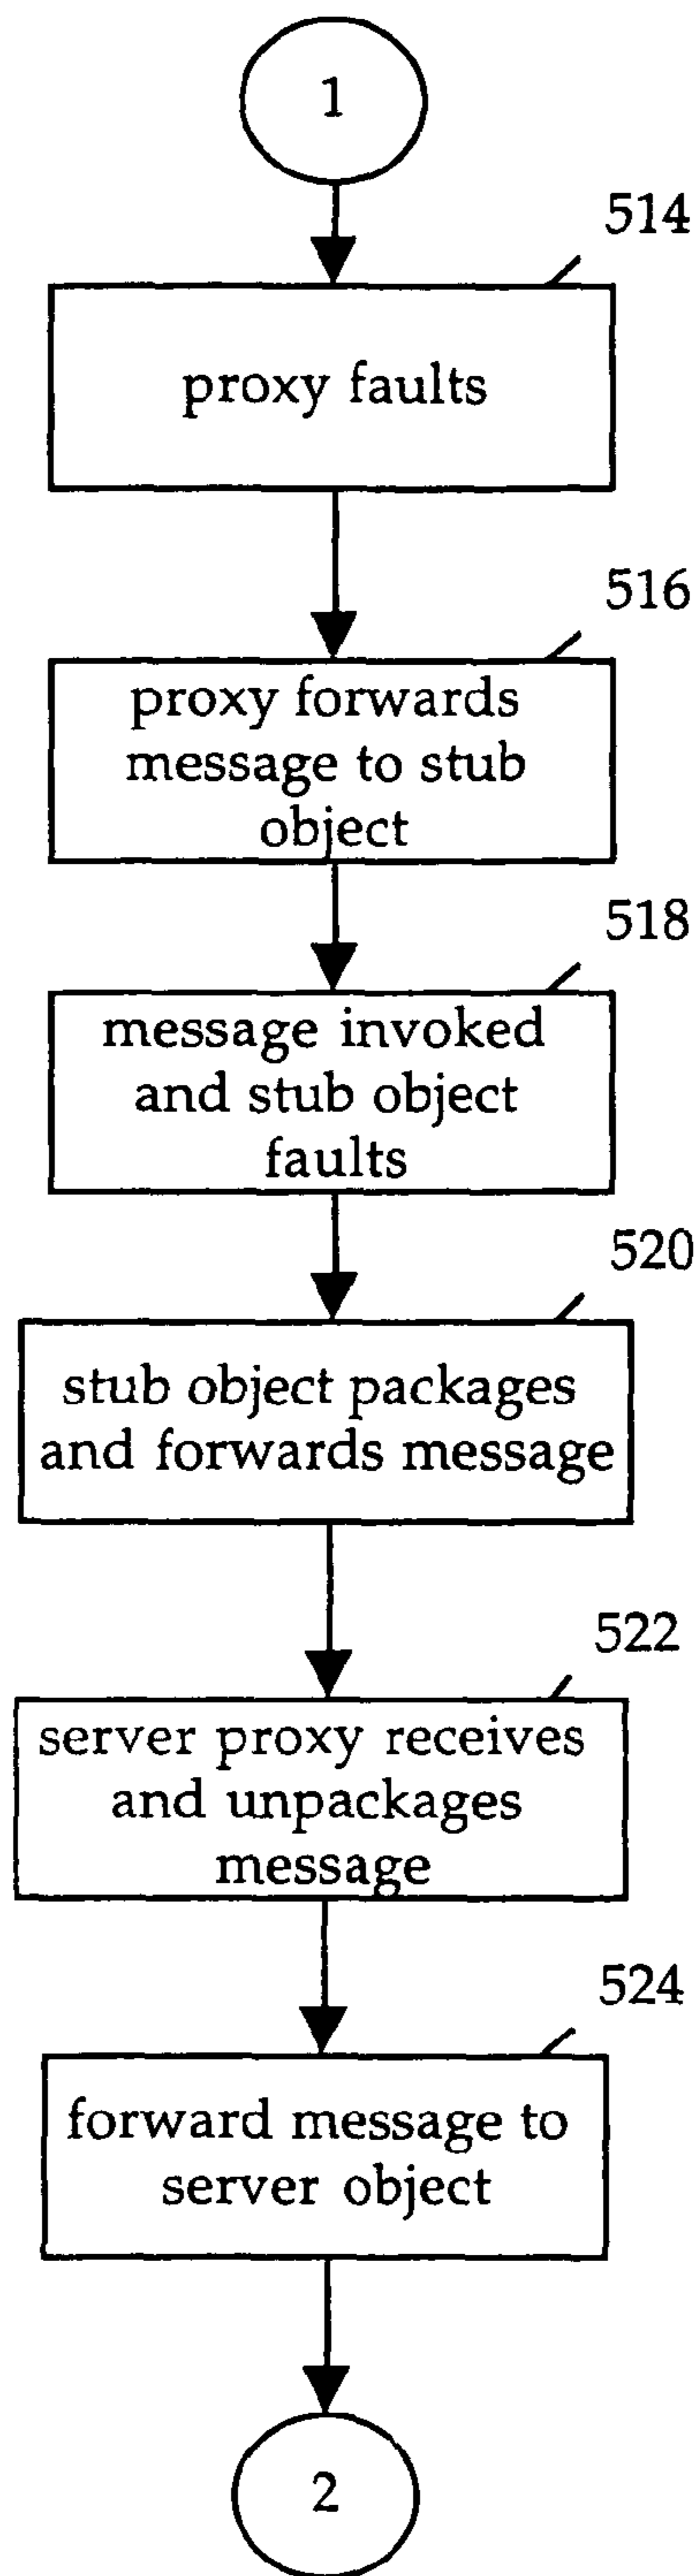 1
514
proxy faults
516
proxy forwards
message to stub
object
518
message invoked
and stub object
faults
520
stub object packages
and forwards message
522
server proxy receives
and unpackages
message
524
forward message to
server object
2